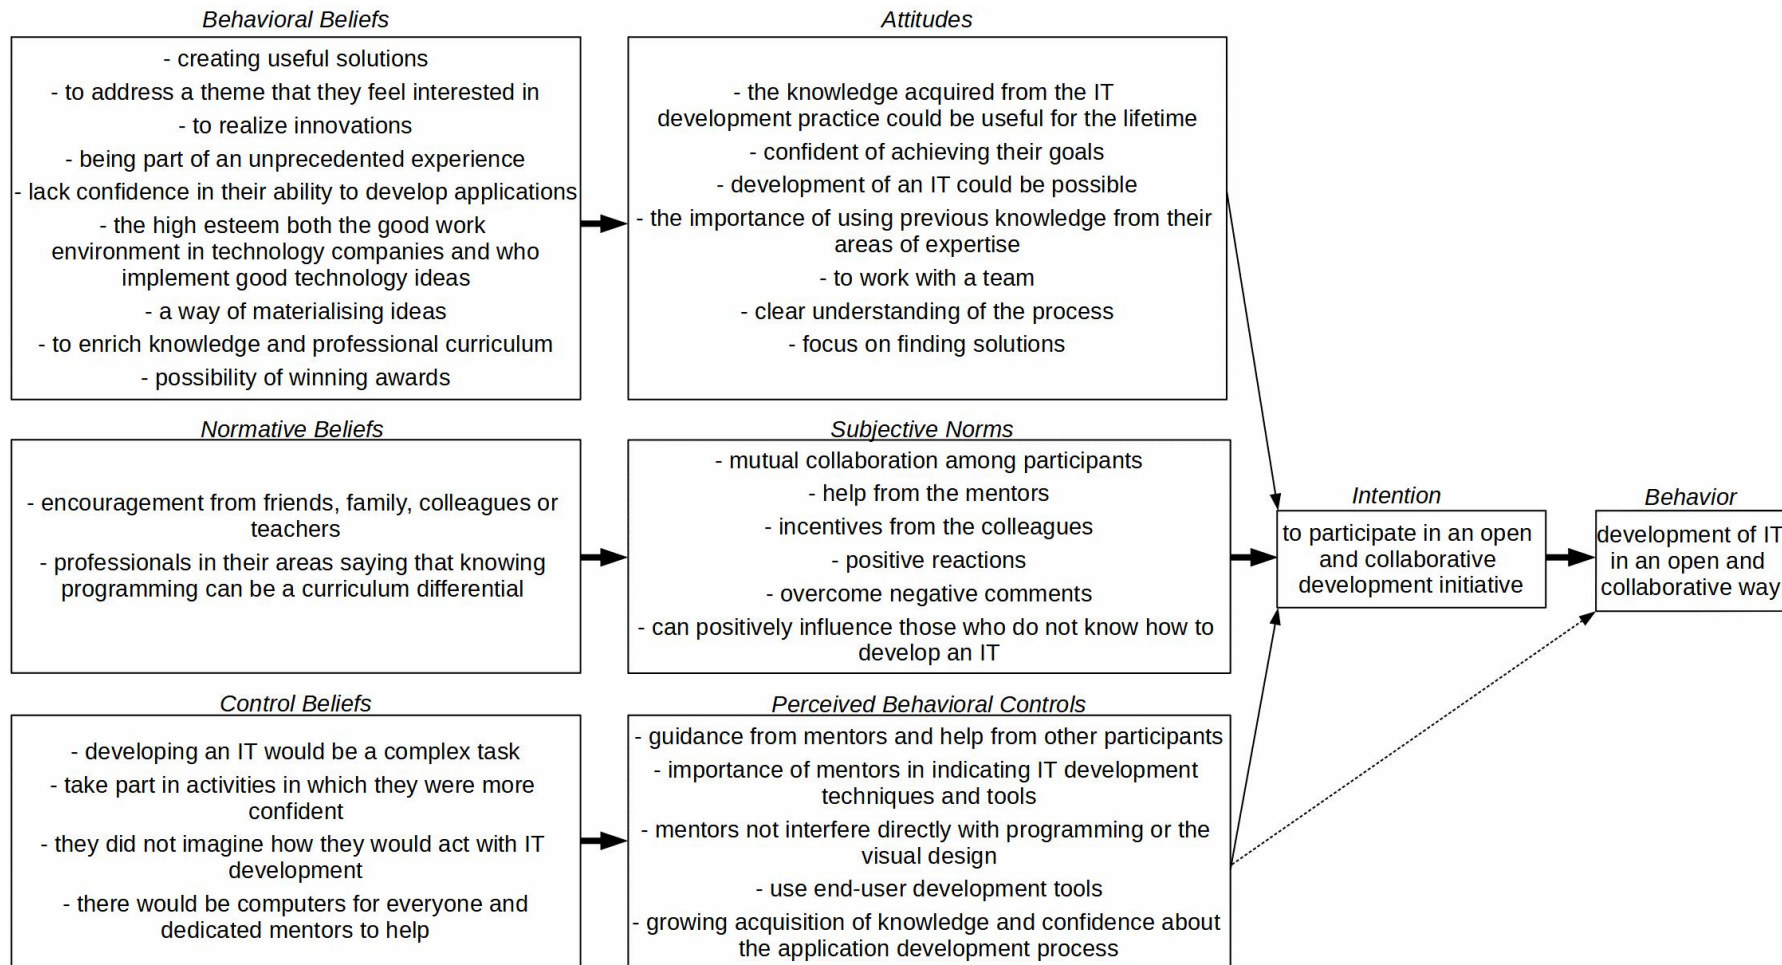 Behavioral Beliefs
- creating useful solutions
- to address a theme that they feel interested in
- to realize innovations
- being part of an unprecedented experience
- lack confidence in their ability to develop applications
- the high esteem both the good work
environment in technology companies and who
implement good technology ideas
- a way of materialising ideas
- to enrich knowledge and professional curriculum
- possibility of winning awards
Attitudes
- the knowledge acquired from the IT
development practice could be useful for the lifetime
- confident of achieving their goals
- development of an IT could be possible
- the importance of using previous knowledge from their
areas of expertise
- to work with a team
- clear understanding of the process
- focus on finding solutions
Normative Beliefs
- encouragement from friends, family, colleagues or
teachers
- professionals in their areas saying that knowing
programming can be a curriculum differential
Subjective Norms
- mutual collaboration among participants
- help from the mentors
- incentives from the colleagues
- positive reactions
- overcome negative comments
- can positively influence those who do not know how to
develop an IT
Control Beliefs
- developing an IT would be a complex task
- take part in activities in which they were more
confident
- they did not imagine how they would act with IT
development
- there would be computers for everyone and
dedicated mentors to help
Perceived Behavioral Controls
- guidance from mentors and help from other participants
- importance of mentors in indicating IT development
techniques and tools
- mentors not interfere directly with programming or the
visual design
- use end-user development tools
- growing acquisition of knowledge and confidence about
the application development process
Intention
to participate in an open
and collaborative
development initiative
Behavior
development of IT
in an open and
collaborative way